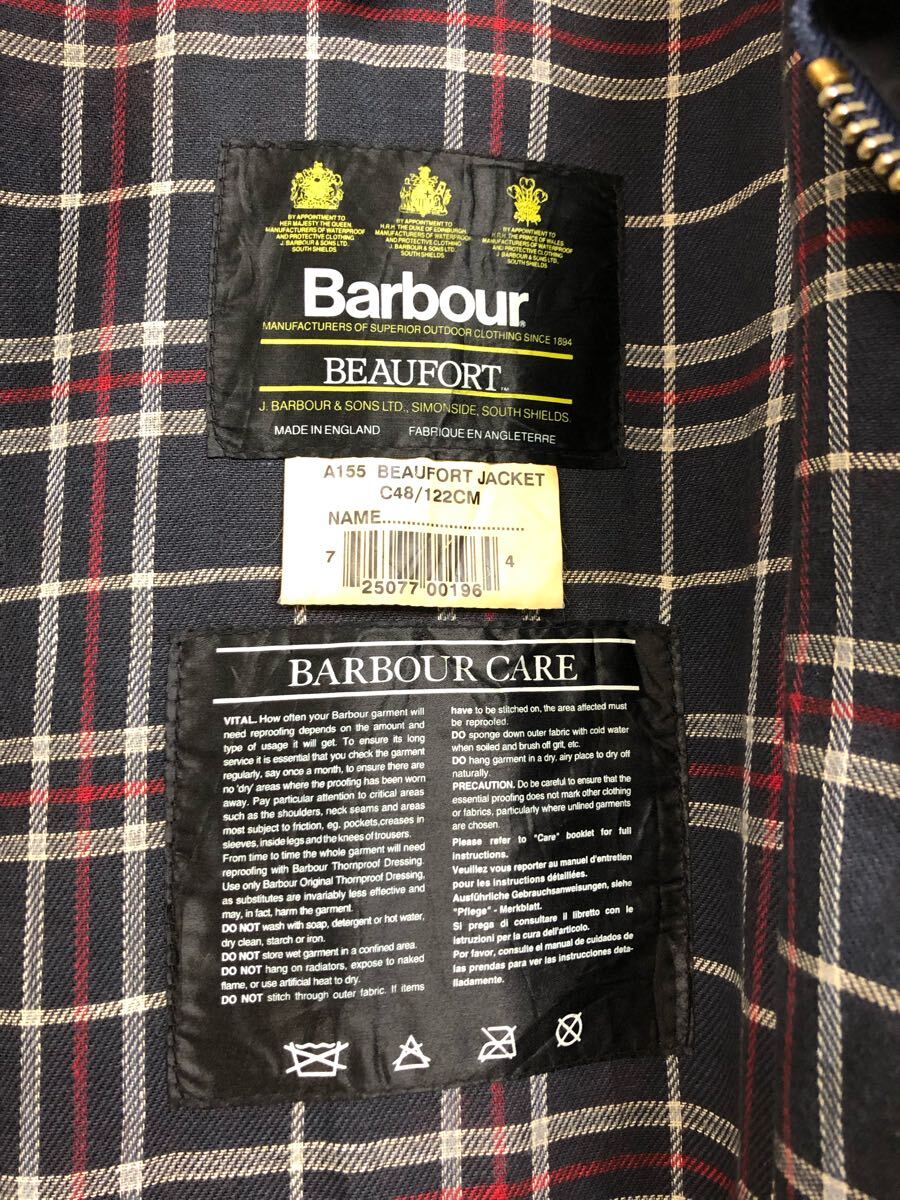 BY APPOINTMENT TO
HER MAJESTY THE QUEEN
MANUFACTURERS OF WATERPROOF
AND PROTECTIVE CLOTHING
J. BARBOUR & SONS LTD.
SOUTH SHIELDS
BY APPOINTMENT TO
H.R.H. THE DUKE OF EDINBURGH
MANUFACTURERS OF WATERPROOF
AND PROTECTIVE CLOTHING
J. BARBOUR & SONS LTD.
SOUTH SHIELDS
BY APPOINTMENT TO
H.R.H. THE PRINCE OF WALES
MANUFACTURERS OF WATERPROOF
AND PROTECTIVE CLOTHING
J BARBOUR & SONS LTD.
SOUTH SHIELDS
Barbour®
MANUFACTURERS OF SUPERIOR OUTDOOR CLOTHING SINCE 1894
BEAUFORT™
J. BARBOUR & SONS LTD., SIMONSIDE, SOUTH SHIELDS.
MADE IN ENGLAND FABRIQUE EN ANGLETERRE
A155 BEAUFORT JACKET
C48/122CM
NAME............................
7 25077 00196 4
BARBOUR CARE
VITAL. How often your Barbour garment will
need reproofing depends on the amount and
type of usage it will get. To ensure its long
service it is essential that you check the garment
regularly, say once a month, to ensure there are
no 'dry' areas where the proofing has been worn
away. Pay particular attention to critical areas
such as the shoulders, neck seams and areas
most subject to friction, eg. pockets,creases in
sleeves, inside legs and the knees of trousers.
From time to time the whole garment will need
reproofing with Barbour Thornproof Dressing.
Use only Barbour Original Thornproof Dressing,
as substitutes are invariably less effective and
may, in fact, harm the garment.
DO NOT wash with soap, detergent or hot water,
dry clean, starch or iron.
DO NOT store wet garment in a confined area.
DO NOT hang on radiators, expose to naked
flame, or use artificial heat to dry.
DO NOT stitch through outer fabric. If items
have to be stitched on, the area affected must
be reproofed.
DO sponge down outer fabric with cold water
when soiled and brush off grit, etc.
DO hang garment in a dry, airy place to dry off
naturally.
PRECAUTION. Do be careful to ensure that the
essential proofing does not mark other clothing
or fabrics, particularly where unlined garments
are chosen.
Please refer to "Care" booklet for full
instructions.
Veuillez vous reporter au manuel d'entretien
pour les instructions détaillées.
Ausführliche Gebrauchsanweisungen, siehe
"Pflege" - Merkblatt.
Si prega di consultare il libretto con le
istruzioni per la cura dell'articolo.
Por favor, consulte el manual de cuidados de
las prendas para ver las instrucciones deta-
lladamente.